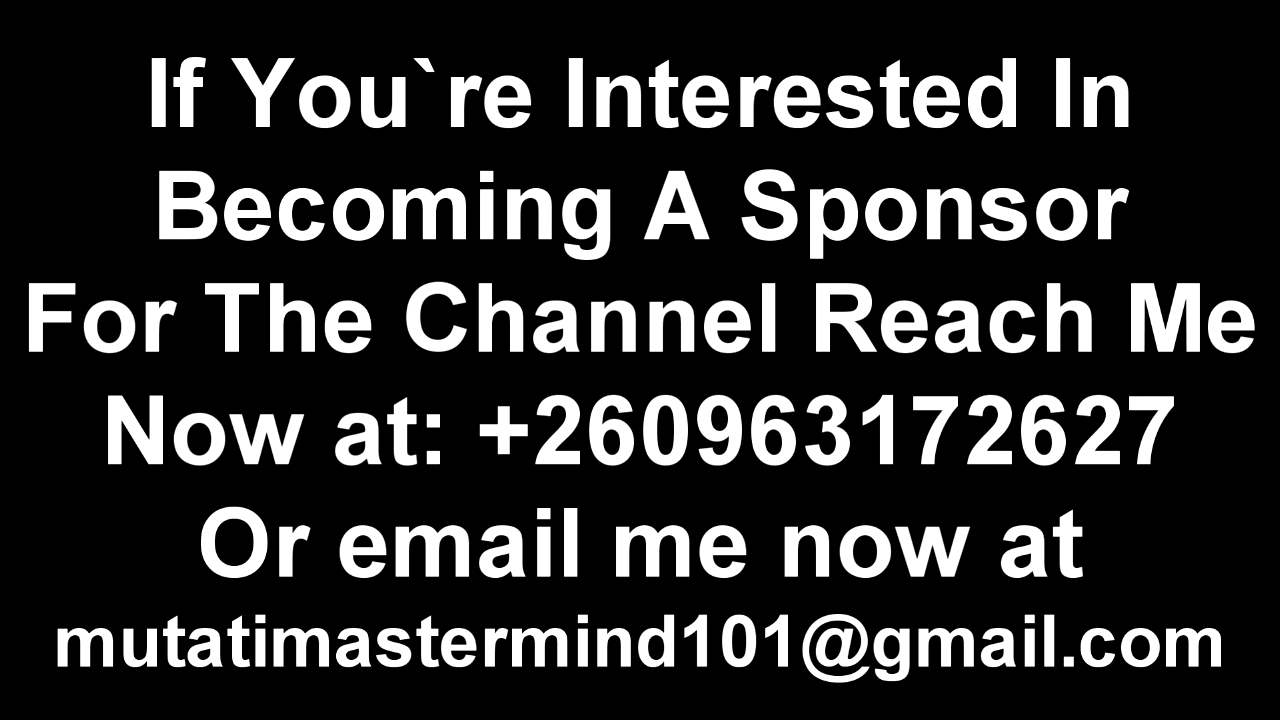 If You`re Interested In
Becoming A Sponsor
For The Channel Reach Me
Now at: +260963172627
Or email me now at
mutatimastermind101@gmail.com